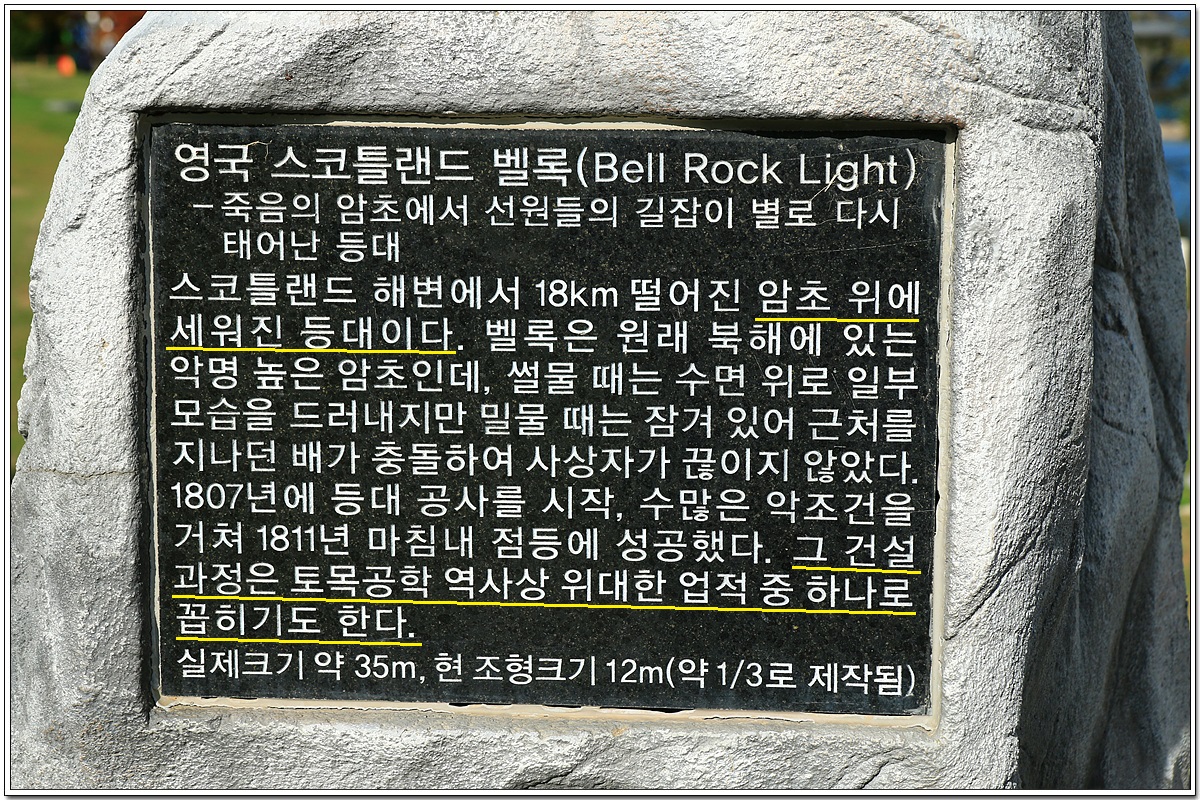 영국 스코틀랜드 벨록(Bell Rock Light)
-죽음의 암초에서 선원들의 길잡이 별로 다시
태어난 등대
스코틀랜드 해변에서 18km 떨어진 암초 위에
세워진 등대이다. 벨록은 원래 북해에 있는
악명 높은 암초인데, 썰물 때는 수면 위로 일부
모습을 드러내지만 밀물 때는 잠겨 있어 근처를
지나던 배가 충돌하여 사상자가 끊이지 않았다.
1807년에 등대 공사를 시작, 수많은 악조건을
거쳐 1811년 마침내 점등에 성공했다. 그 건설
과정은 토목공학 역사상 위대한 업적 중 하나로
꼽히기도 한다.
실제크기 약 35m, 현 조형크기 12m(약 1/3로 제작됨)